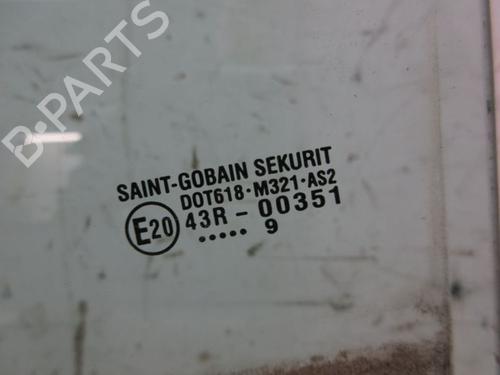 B-PARTS
SAINT-GOBAIN SEKURIT
DOT618·M321·AS2
E20 43R-00351
..... 9